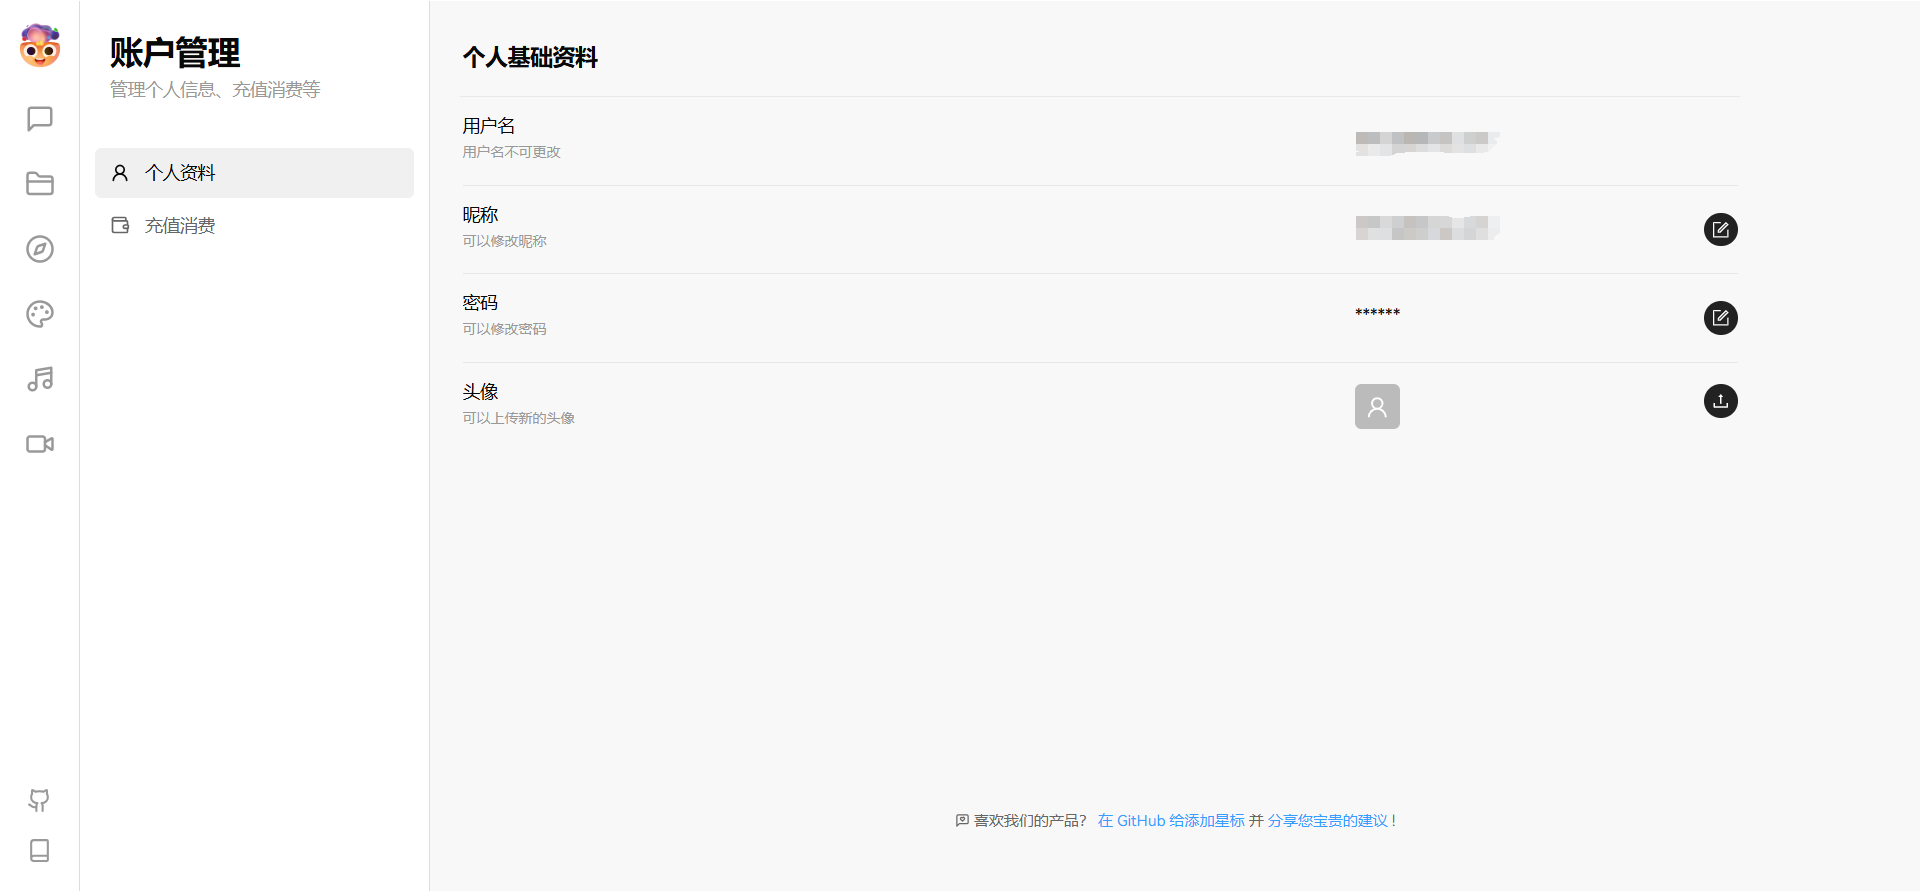 账户管理
管理个人信息、充值消费等
个人资料
充值消费
个人基础资料
用户名
用户名不可更改
昵称
可以修改昵称
密码
可以修改密码
******
头像
可以上传新的头像
喜欢我们的产品？ 在 GitHub 给添加星标 并 分享您宝贵的建议！